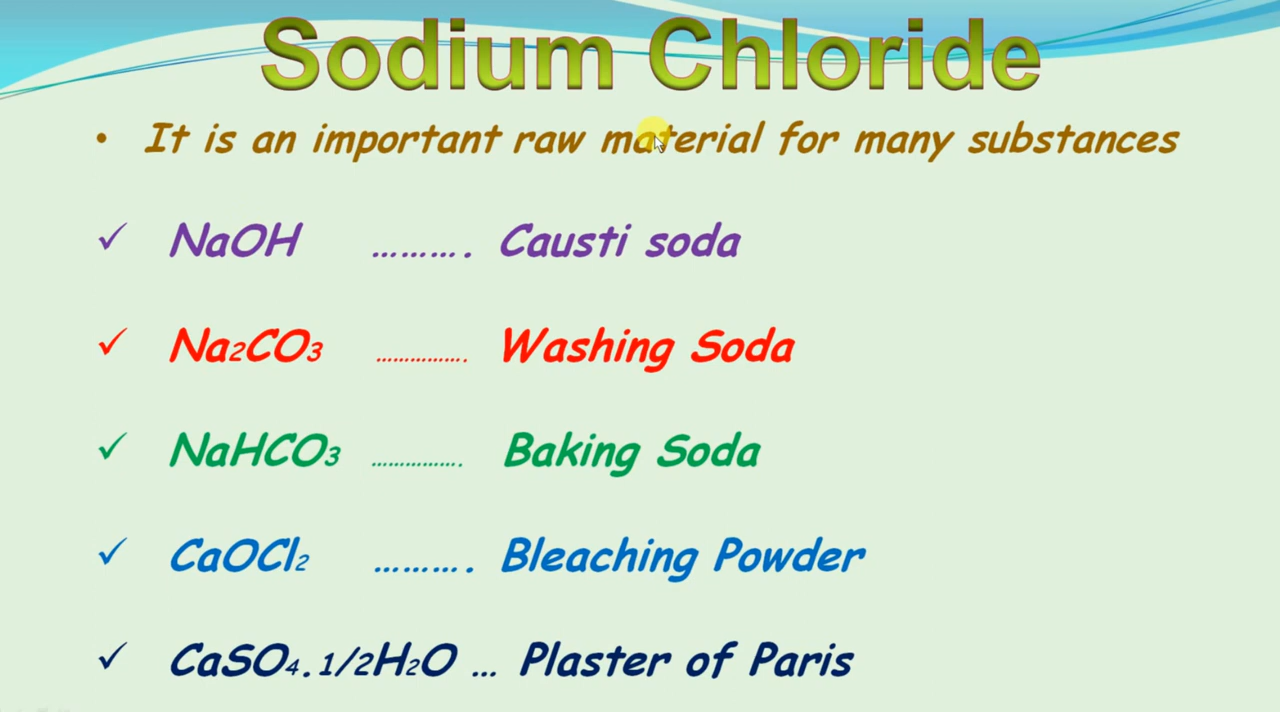 Sodium Chloride
• It is an important raw material for many substances
✓ NaOH ………. Causti soda
✓ Na₂CO₃ ……………. Washing Soda
✓ NaHCO₃ ……………. Baking Soda
✓ CaOCl₂ ………. Bleaching Powder
✓ CaSO₄.1/2H₂O … Plaster of Paris